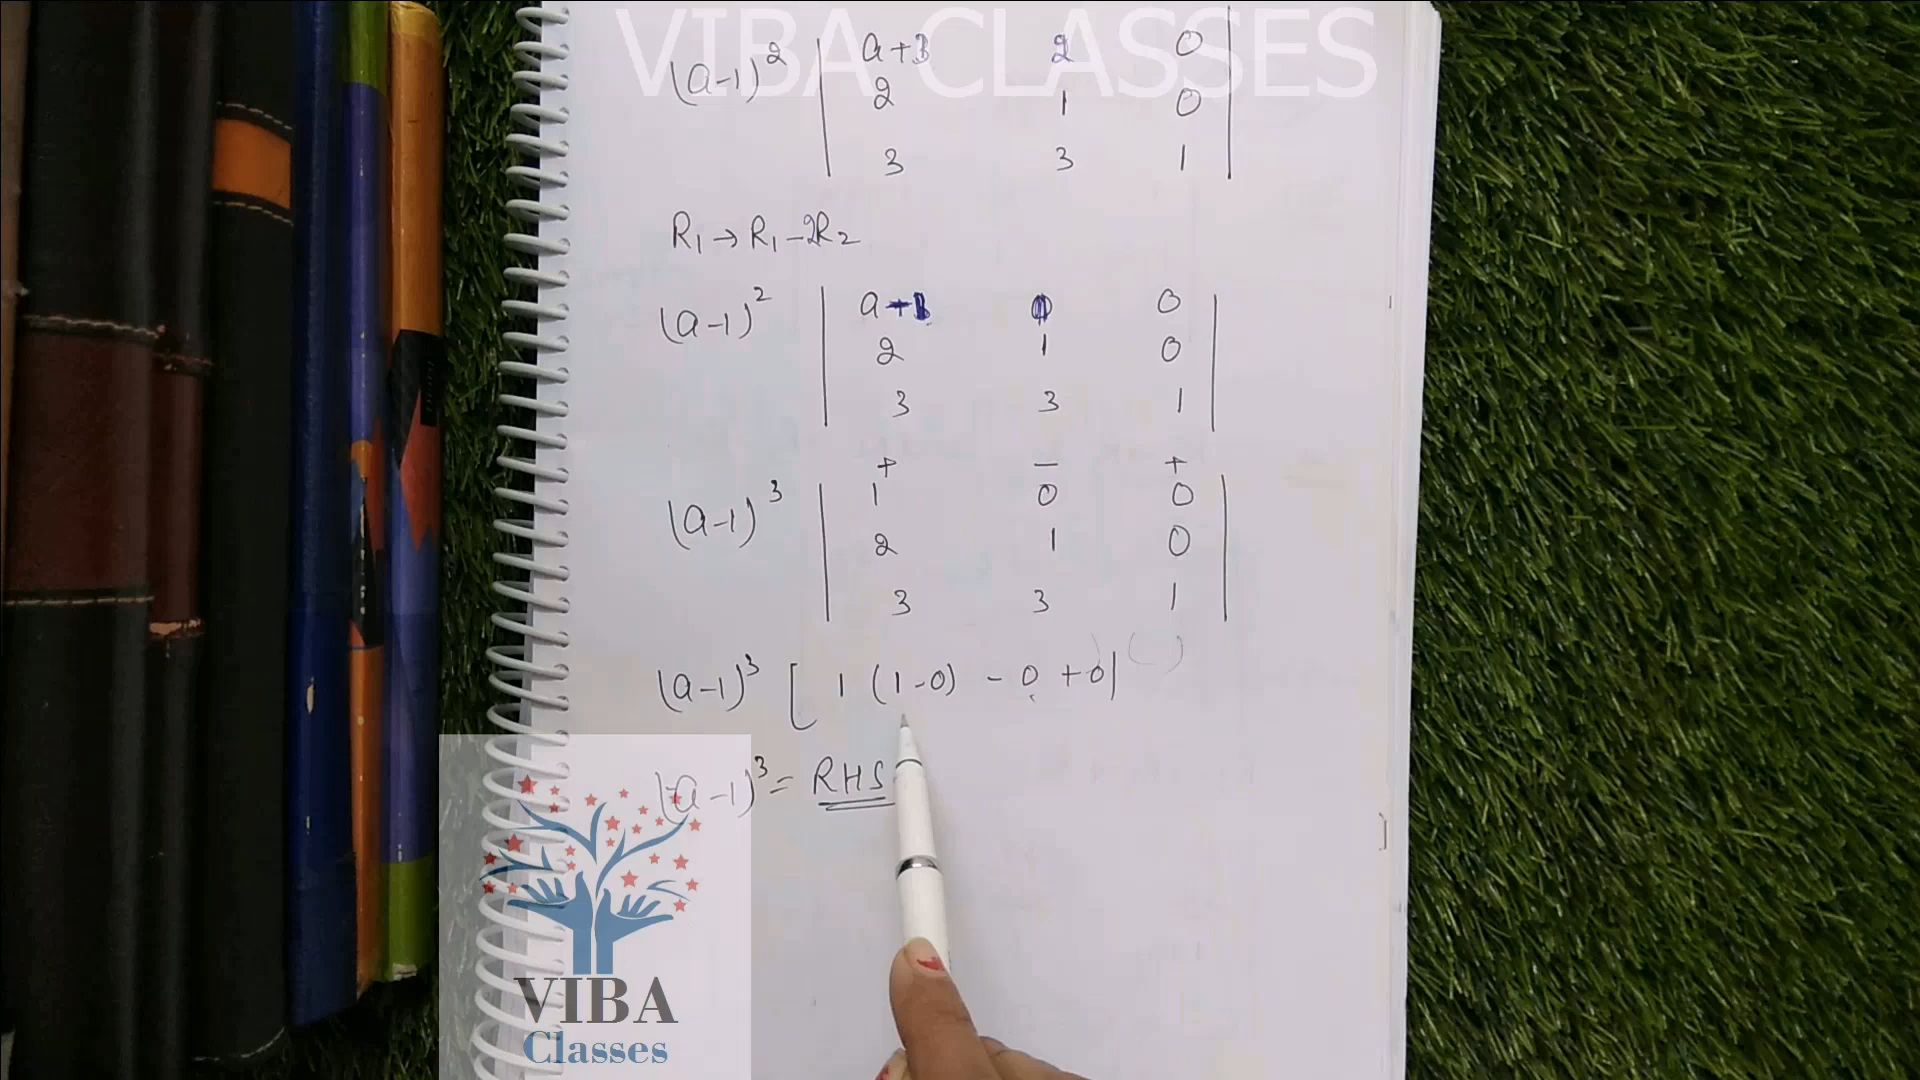 VIBA CLASSES
(a-1)² | a+3 2 0 |
| 2 1 0 |
| 3 3 1 |
R₁ → R₁ - 2R₂
(a-1)² | a 0 0 |
| 2 1 0 |
| 3 3 1 |
+ - +
(a-1)³ | 1 0 0 |
| 2 1 0 |
| 3 3 1 |
(a-1)³ [ 1 (1-0) - 0 + 0 |
(a-1)³ = RHS
VIBA
Classes